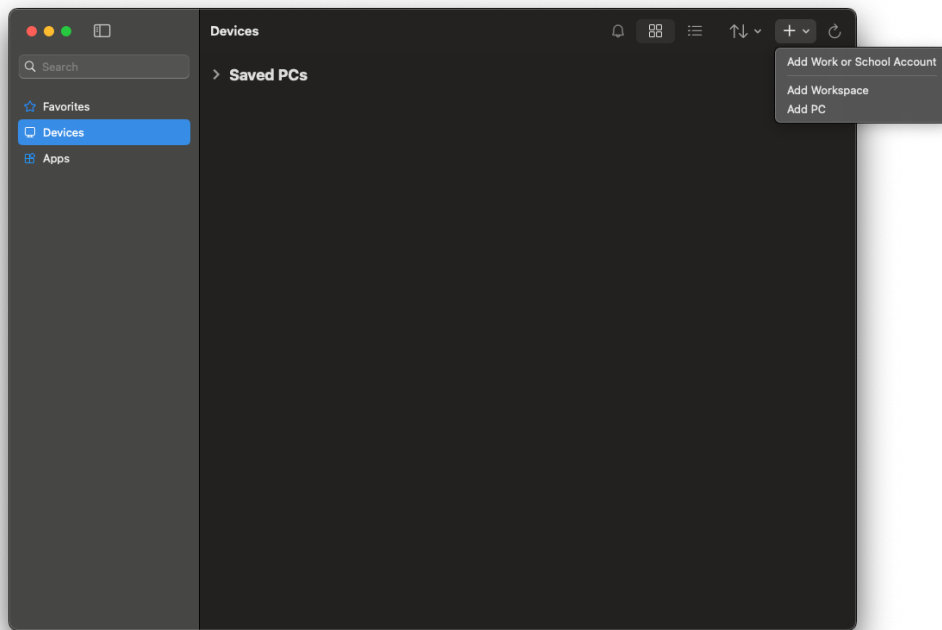 Devices
Search
Favorites
Devices
Apps
Saved PCs
Add Work or School Account
Add Workspace
Add PC